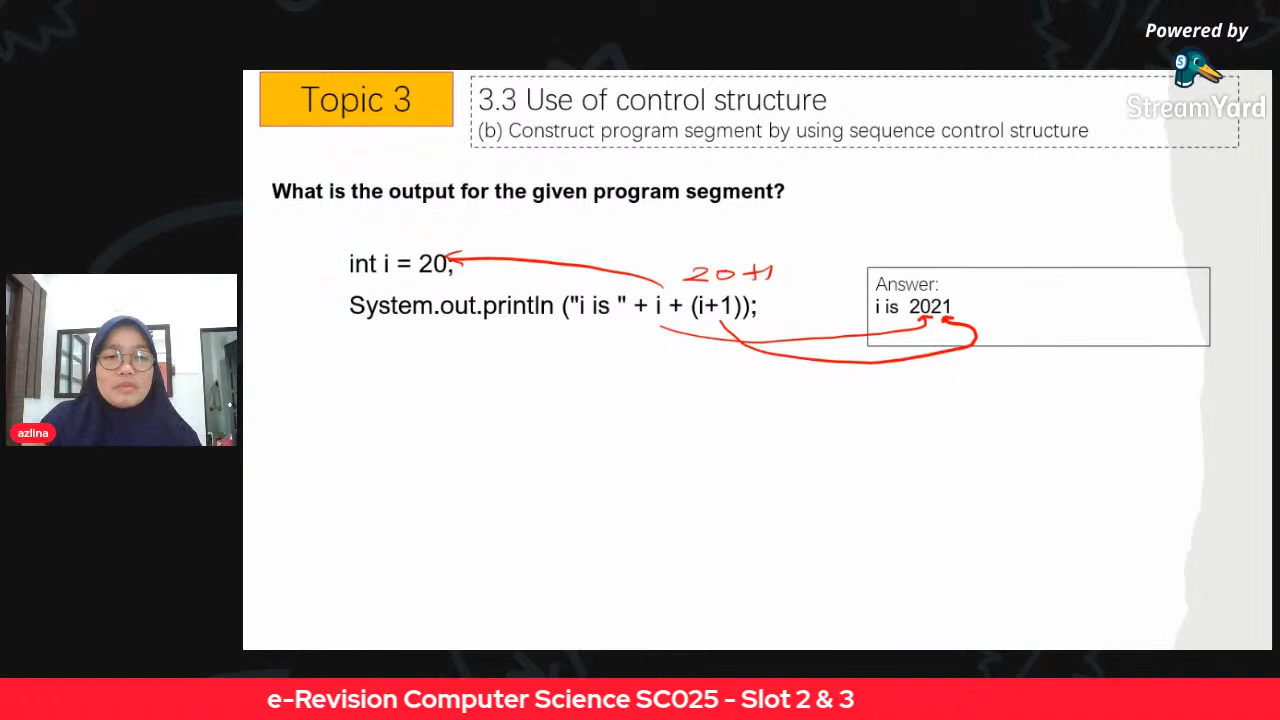 Powered by
StreamYard
Topic 3
3.3 Use of control structure
(b) Construct program segment by using sequence control structure
What is the output for the given program segment?
int i = 20;
20+1
System.out.println ("i is " + i + (i+1));
Answer:
i is 2021
azlina
e-Revision Computer Science SC025 - Slot 2 & 3